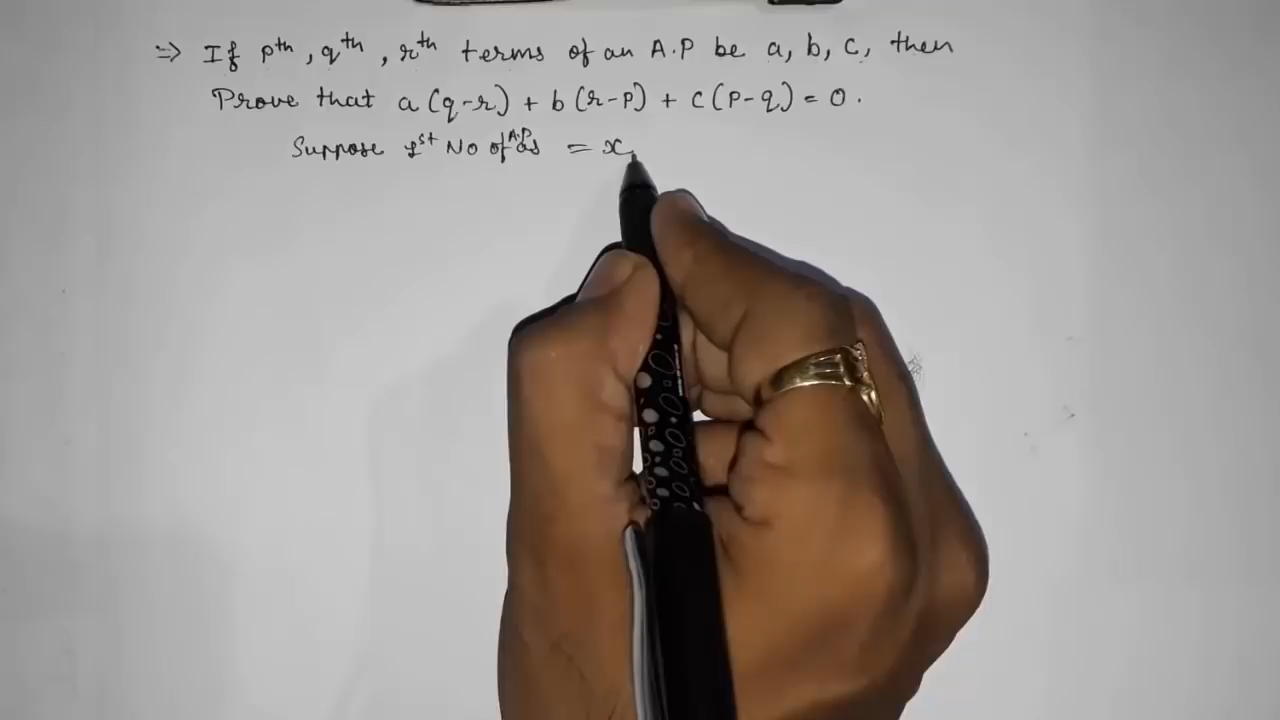 ⇒ If pth, qth, rth terms of an A.P be a, b, c, then
Prove that a(q-r) + b(r-p) + c(p-q) = 0.
Suppose 1st No of A.P = x